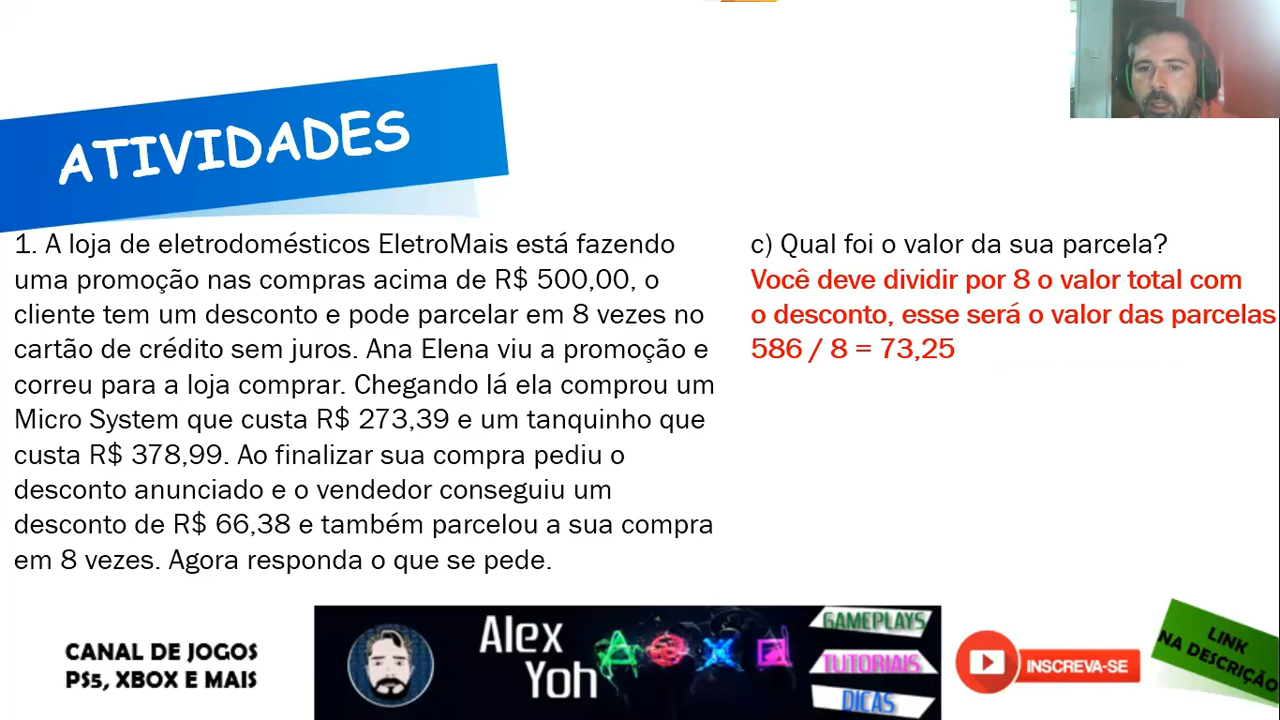 ATIVIDADES
1. A loja de eletrodomésticos EletroMais está fazendo
uma promoção nas compras acima de R$ 500,00, o
cliente tem um desconto e pode parcelar em 8 vezes no
cartão de crédito sem juros. Ana Elena viu a promoção e
correu para a loja comprar. Chegando lá ela comprou um
Micro System que custa R$ 273,39 e um tanquinho que
custa R$ 378,99. Ao finalizar sua compra pediu o
desconto anunciado e o vendedor conseguiu um
desconto de R$ 66,38 e também parcelou a sua compra
em 8 vezes. Agora responda o que se pede.
c) Qual foi o valor da sua parcela?
Você deve dividir por 8 o valor total com
o desconto, esse será o valor das parcelas
586 / 8 = 73,25
CANAL DE JOGOS
PS5, XBOX E MAIS
Alex
Yoh
GAMEPLAYS
TUTORIAIS
DICAS
INSCREVA-SE
LINK
NA DESCRIÇÃO